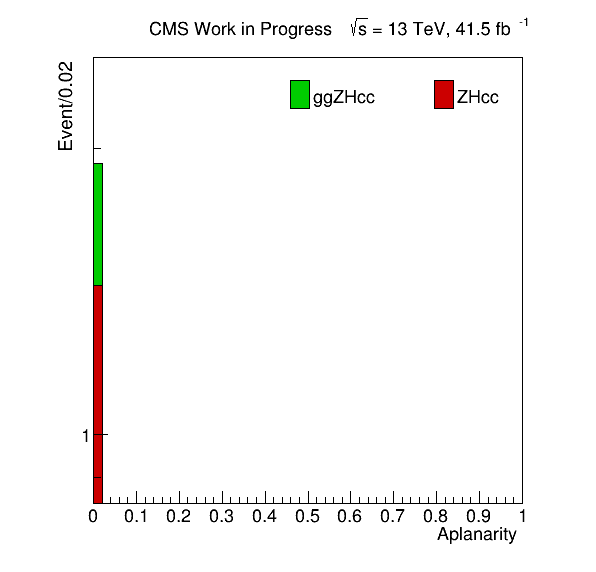 CMS Work in Progress √s = 13 TeV, 41.5 fb -1
Event/0.02
ggZHcc
ZHcc
1
0 0.1 0.2 0.3 0.4 0.5 0.6 0.7 0.8 0.9 1
Aplanarity